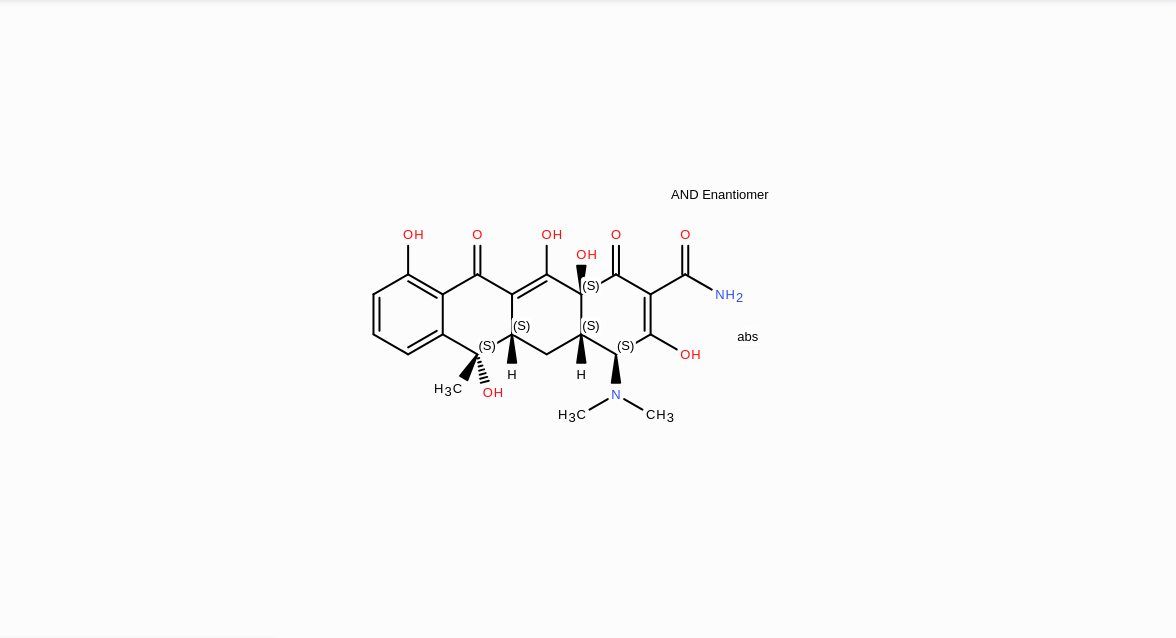 AND Enantiomer
OH
O
OH
O
O
OH
(S)
NH2
(S)
(S)
abs
(S)
(S)
OH
H
H
H3C
OH
N
H3C
CH3